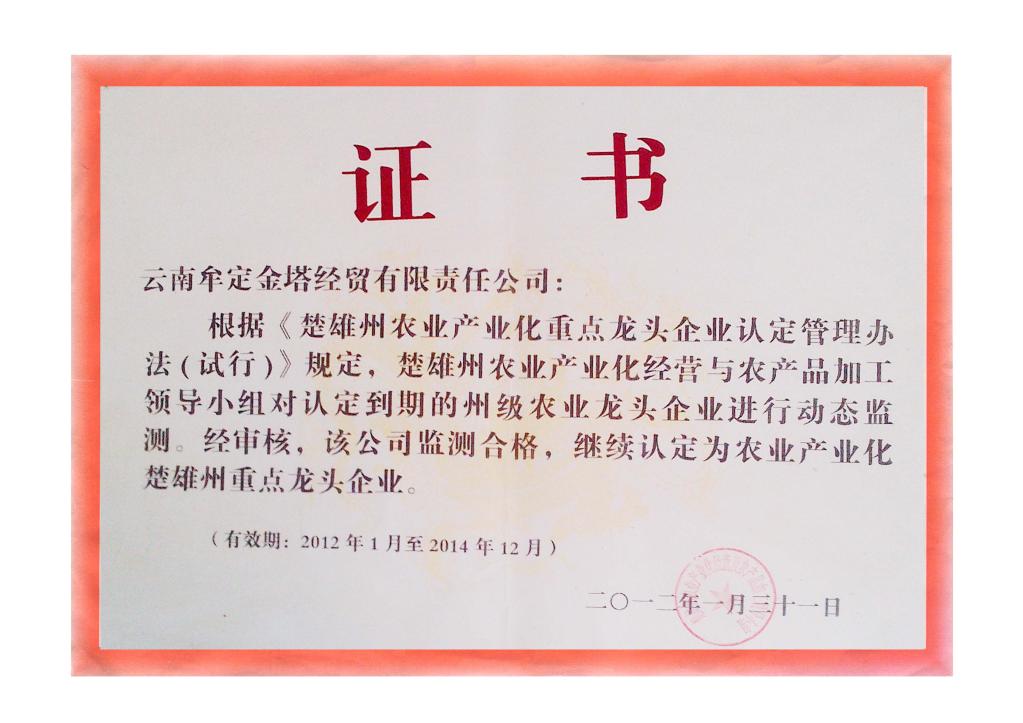 证 书
云南牟定金塔经贸有限责任公司：
根据《楚雄州农业产业化重点龙头企业认定管理办
法(试行)》规定，楚雄州农业产业化经营与农产品加工
领导小组对认定到期的州级农业龙头企业进行动态监
测。经审核，该公司监测合格，继续认定为农业产业化
楚雄州重点龙头企业。
（有效期：2012年1月至2014年12月）
二〇一二年一月三十一日